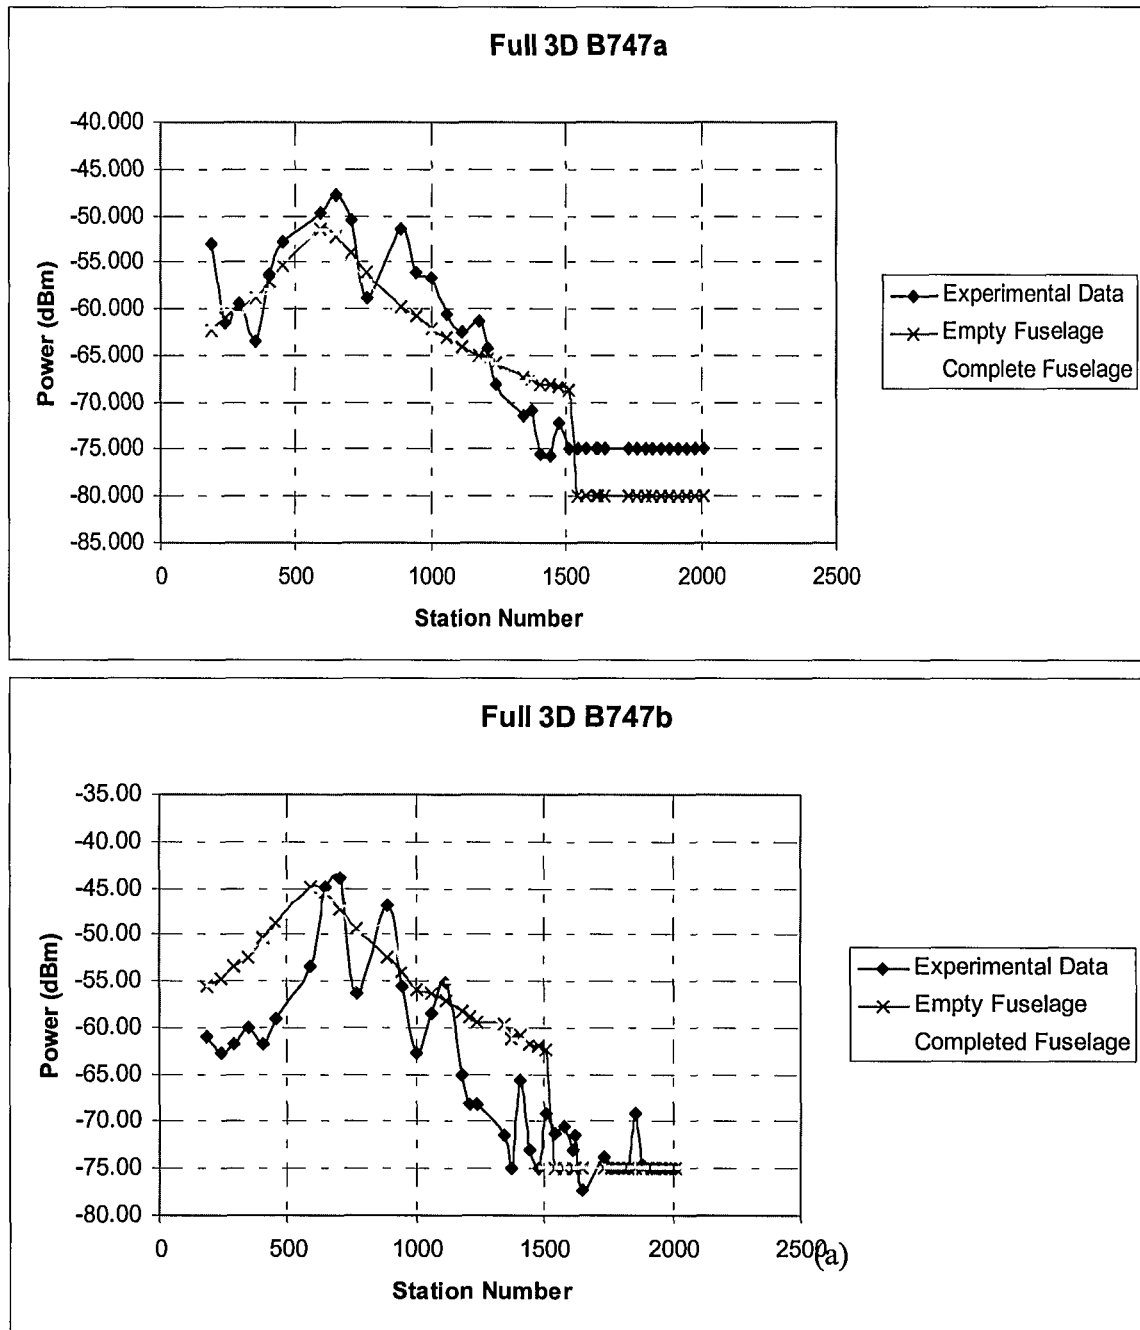 Full 3D B747a
-40.000
-45.000
-50.000
-55.000
-60.000
-65.000
-70.000
-75.000
-80.000
-85.000
Power (dBm)
0 500 1000 1500 2000 2500
Station Number
Experimental Data
Empty Fuselage
Complete Fuselage
Full 3D B747b
-35.00
-40.00
-45.00
-50.00
-55.00
-60.00
-65.00
-70.00
-75.00
-80.00
Power (dBm)
0 500 1000 1500 2000 2500
(a)
Station Number
Experimental Data
Empty Fuselage
Completed Fuselage